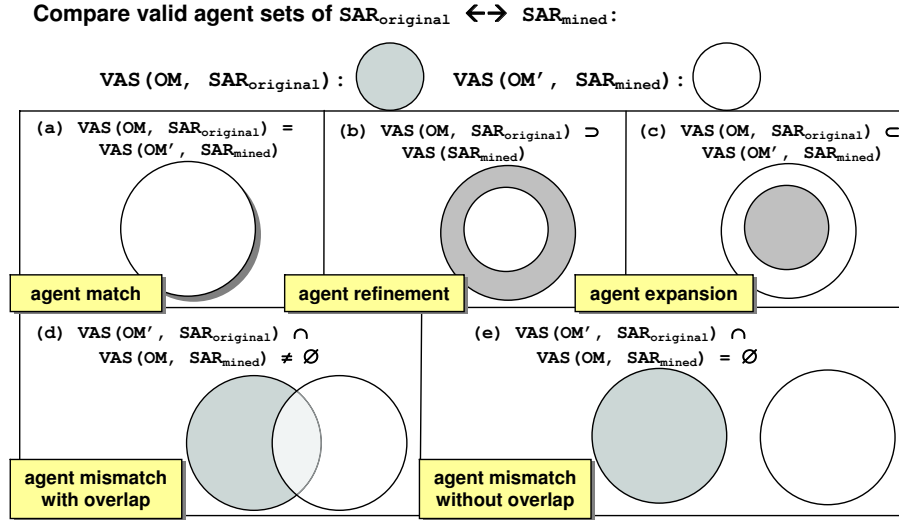 Compare valid agent sets of SARoriginal ←→ SARmined:
VAS(OM, SARoriginal): VAS(OM', SARmined):
(a) VAS(OM, SARoriginal) =
VAS(OM', SARmined)
(b) VAS(OM, SARoriginal) ⊃
VAS(SARmined)
(c) VAS(OM, SARoriginal) ⊂
VAS(OM', SARmined)
agent match
agent refinement
agent expansion
(d) VAS(OM', SARoriginal) ∩
VAS(OM, SARmined) ≠ Ø
(e) VAS(OM', SARoriginal) ∩
VAS(OM, SARmined) = Ø
agent mismatch
with overlap
agent mismatch
without overlap